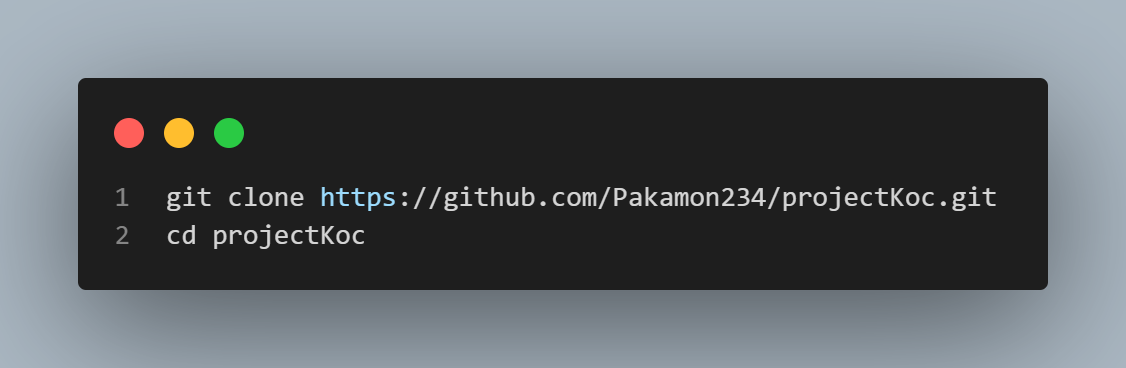 1 git clone https://github.com/Pakamon234/projectKoc.git
2 cd projectKoc